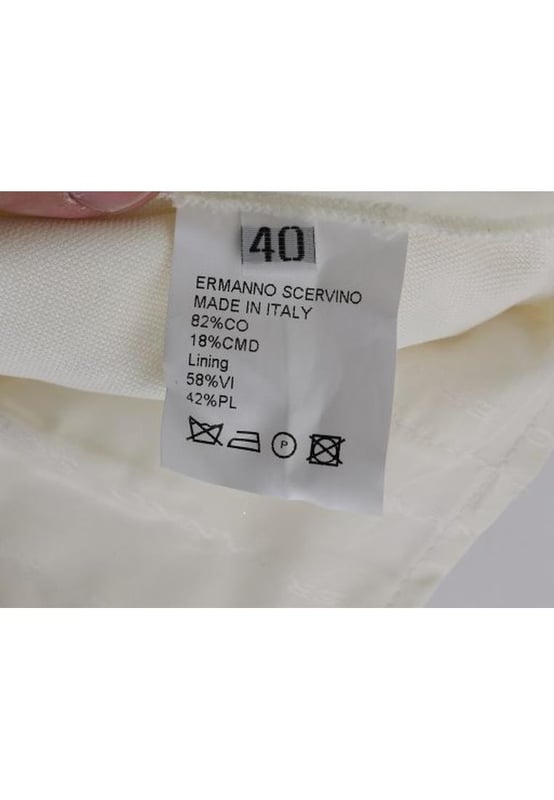 40
ERMANNO SCERVINO
MADE IN ITALY
82%CO
18%CMD
Lining
58%VI
42%PL
P